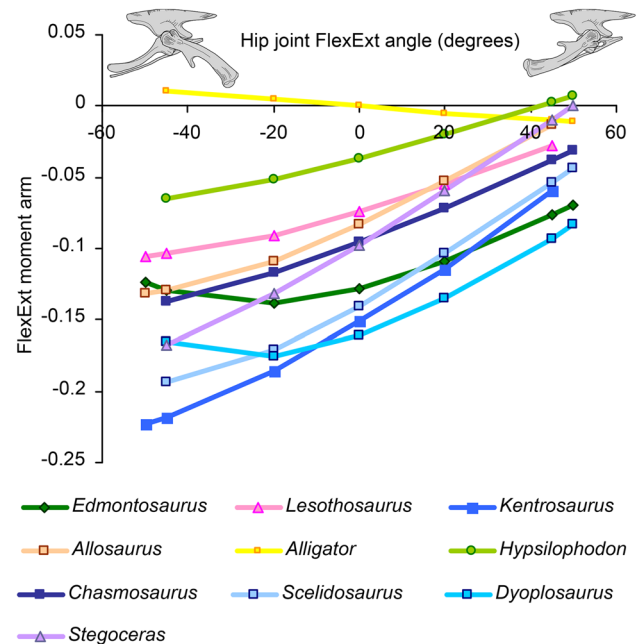 0.05
Hip joint FlexExt angle (degrees)
0
-60 -40 -20 0 20 40 60
-0.05
-0.1
-0.15
-0.2
-0.25
FlexExt moment arm
Edmontosaurus Lesothosaurus Kentrosaurus
Allosaurus Alligator Hypsilophodon
Chasmosaurus Scelidosaurus Dyoplosaurus
Stegoceras